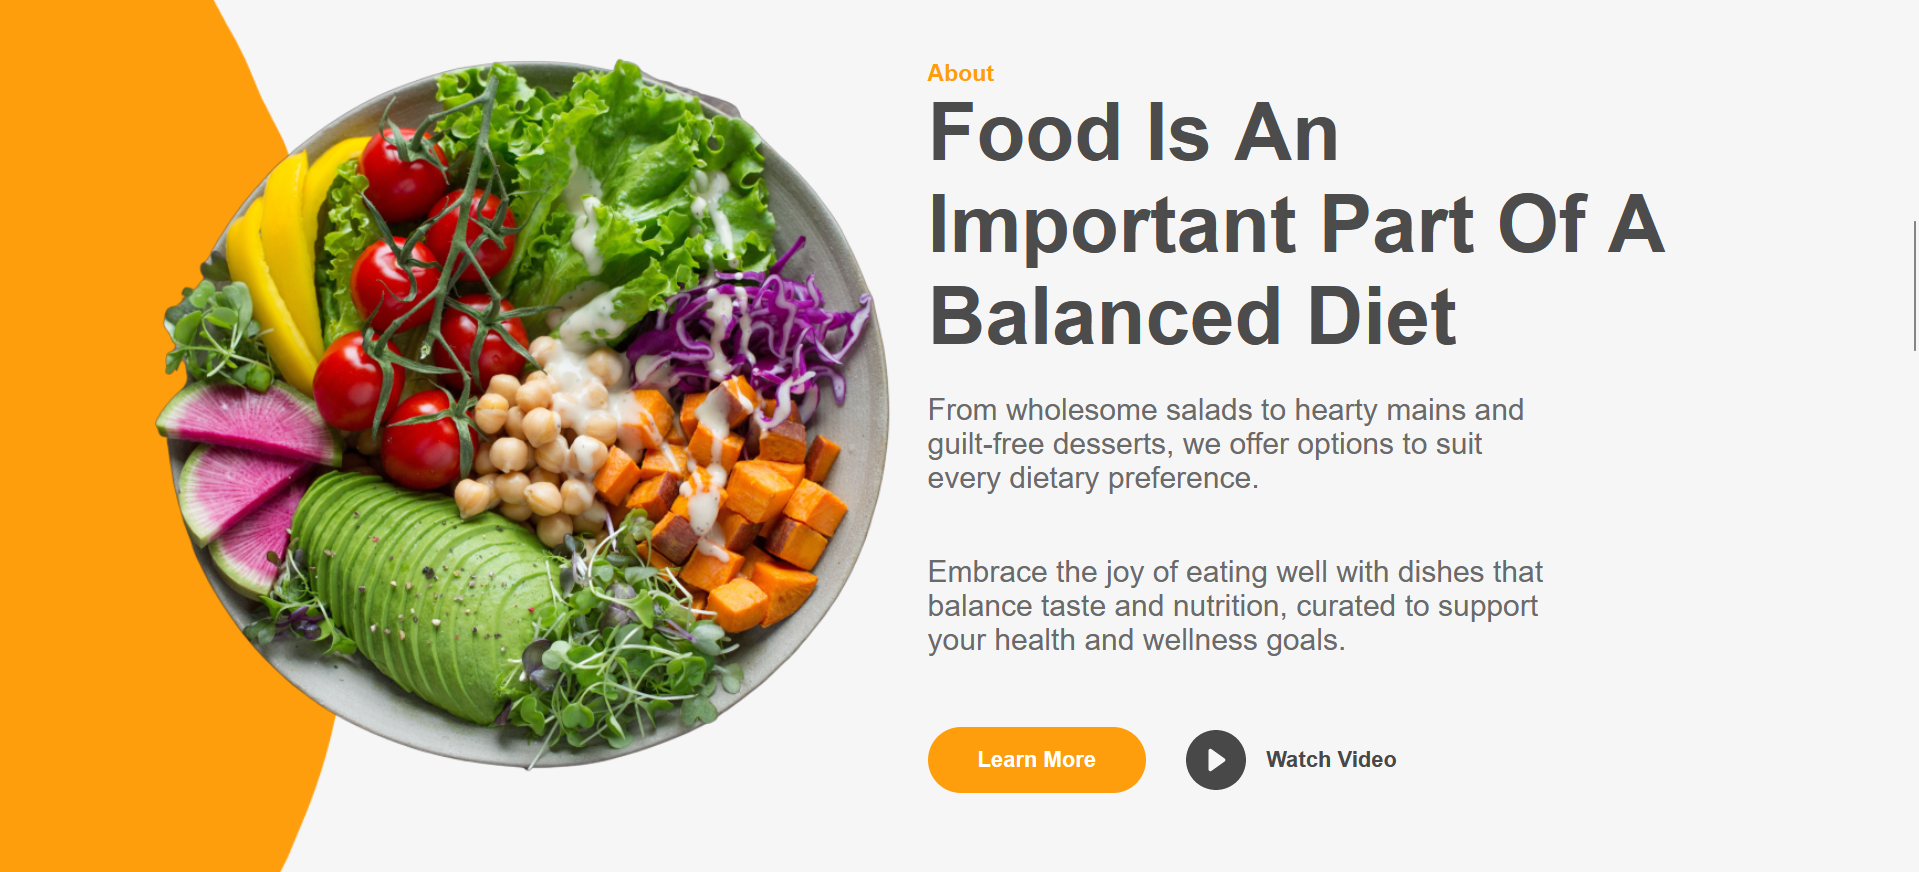 About
Food Is An
Important Part Of A
Balanced Diet
From wholesome salads to hearty mains and
guilt-free desserts, we offer options to suit
every dietary preference.
Embrace the joy of eating well with dishes that
balance taste and nutrition, curated to support
your health and wellness goals.
Learn More
Watch Video